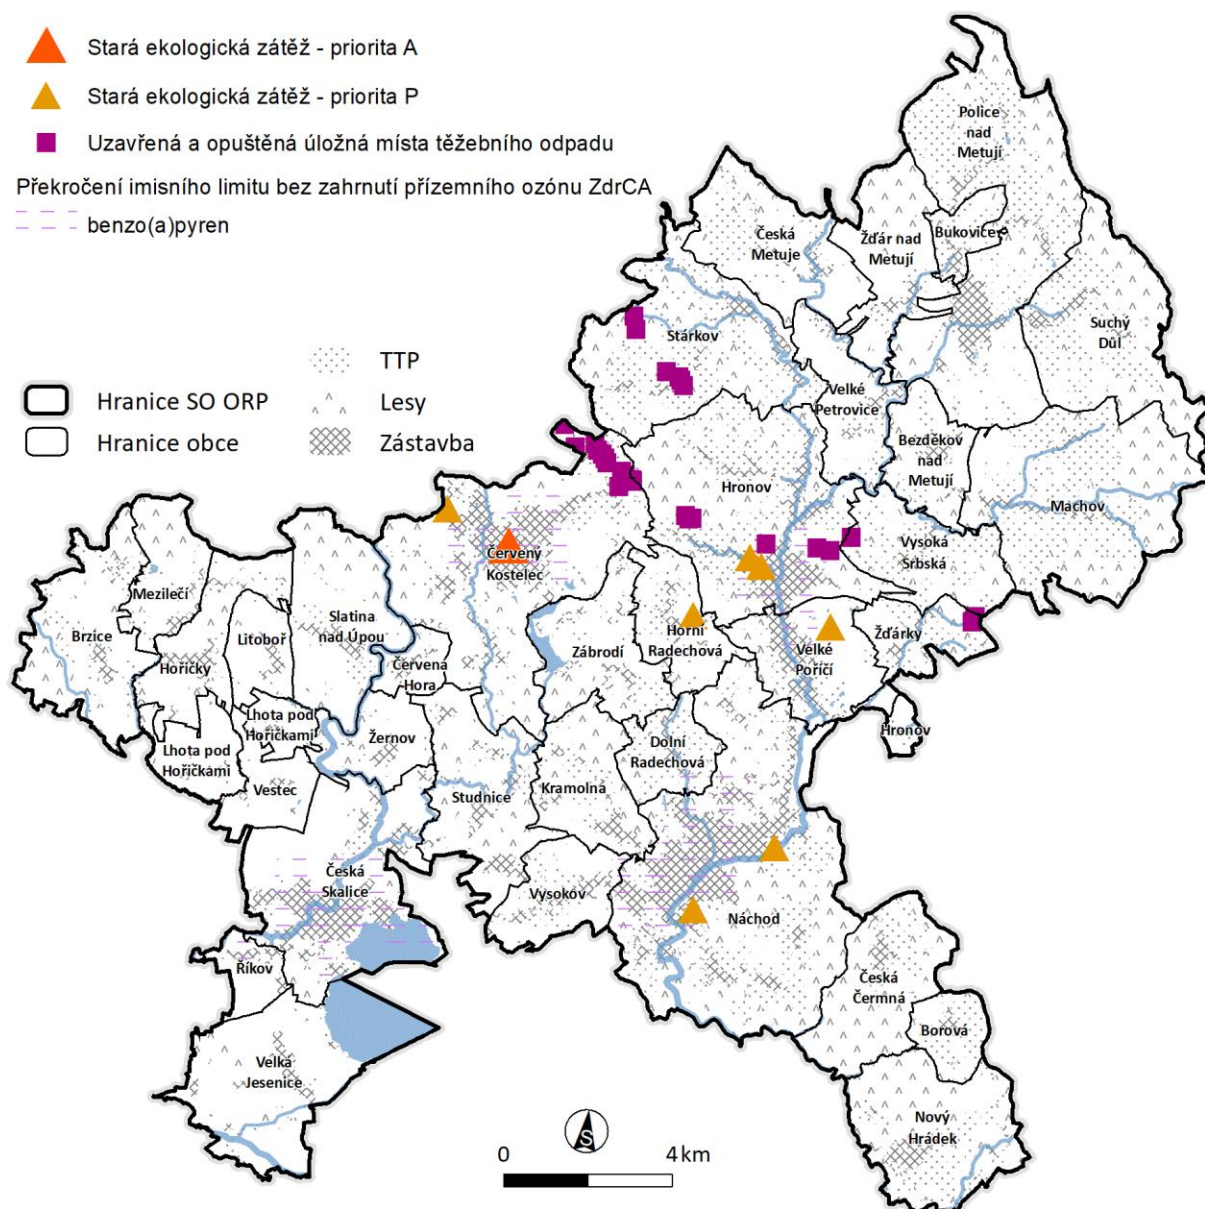 Stará ekologická zátěž - priorita A
Stará ekologická zátěž - priorita P
Uzavřená a opuštěná úložná místa těžebního odpadu
Překročení imisního limitu bez zahrnutí přízemního ozónu ZdrCA
benzo(a)pyren
TTP
Hranice SO ORP
Lesy
Hranice obce
Zástavba
Police
nad
Metují
Bukovice
Česká
Metuje
Žďár nad
Metují
Suchý
Důl
Stárkov
Velké
Petrovice
Bezděkov
nad
Metují
Hronov
Machov
Vysoká
Srbská
Červený
Kostelec
Mezilečí
Brzice
Litoboř
Slatina
nad Úpou
Hořičky
Červená
Hora
Zábrodí
Horní
Radechová
Velké
Poříčí
Žďárky
Hronov
Lhota pod
Hořičkami
Lhota pod
Hořičkami
Žernov
Dolní
Radechová
Vestec
Studnice
Kramolna
Česká
Skalice
Vysokov
Náchod
Říkov
Česká
Čermná
Borová
Velká
Jesenice
Nový
Hrádek
S
0
4 km